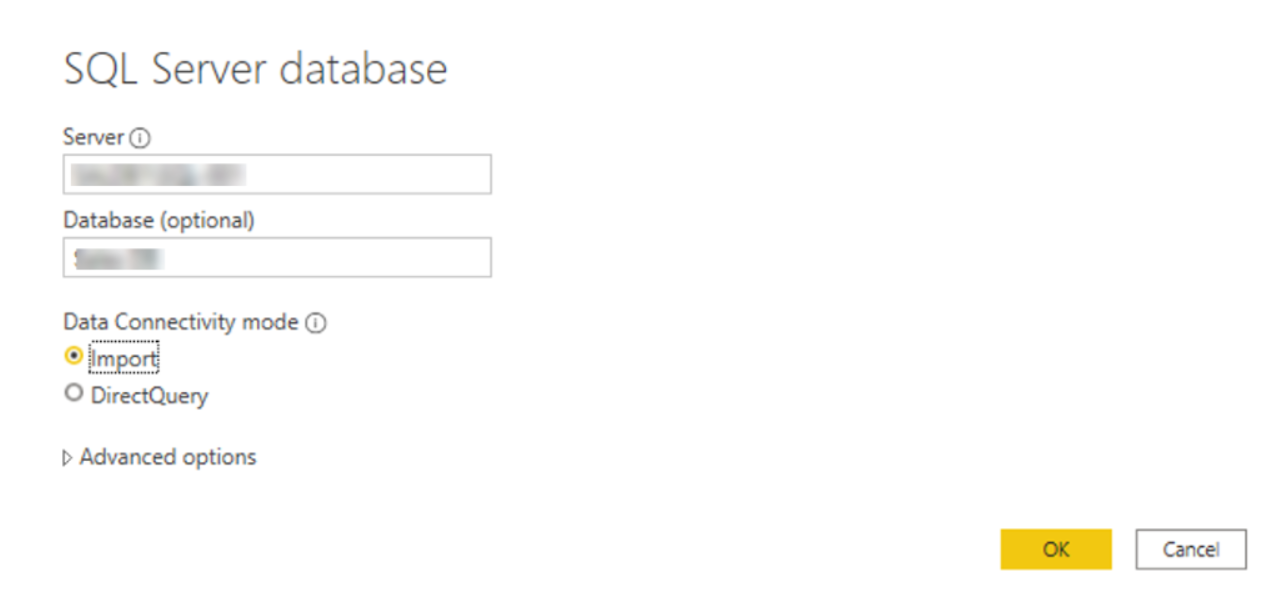 SQL Server database
Server
Database (optional)
Data Connectivity mode
Import
DirectQuery
Advanced options
OK Cancel